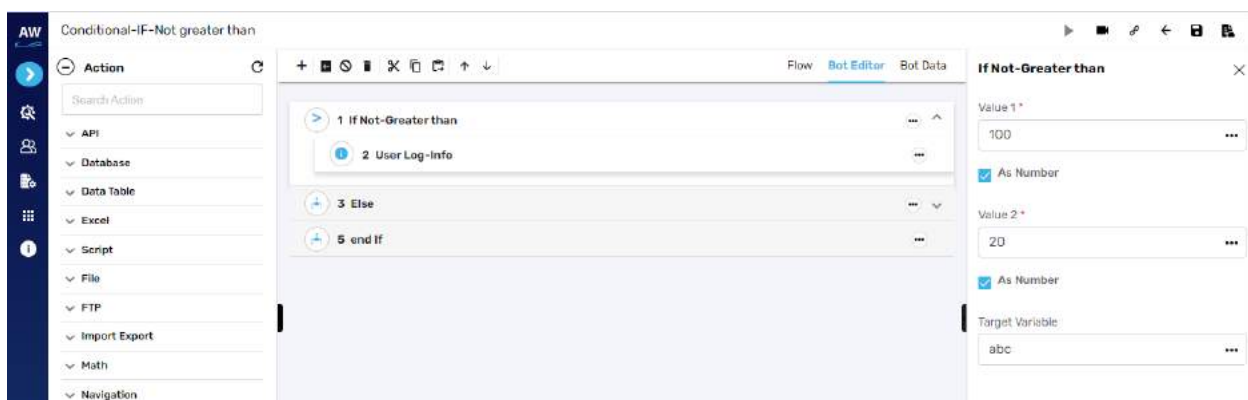 AW
Conditional-IF-Not greater than
Action
Search Action
API
Database
Data Table
Excel
Script
File
FTP
Import Export
Math
Navigation
Flow Bot Editor Bot Data
1 If Not-Greater than
2 User Log-Info
3 Else
5 end If
If Not-Greater than
Value 1 *
100
As Number
Value 2 *
20
As Number
Target Variable
abc